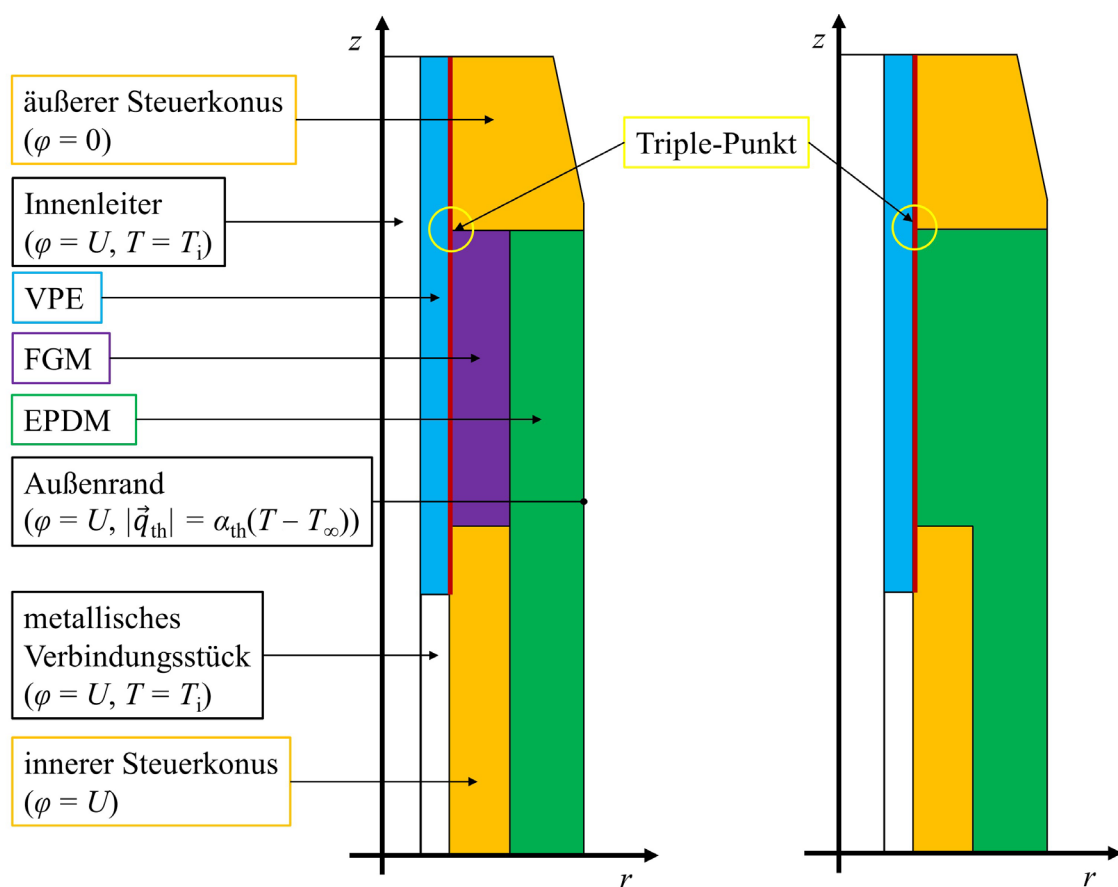 z
z
äußerer Steuerkonus
(φ = 0)
Triple-Punkt
Innenleiter
(φ = U, T = Tᵢ)
VPE
FGM
EPDM
Außenrand
(φ = U, |q⃗ₜₕ| = αₜₕ(T – T∞))
metallisches
Verbindungsstück
(φ = U, T = Tᵢ)
innerer Steuerkonus
(φ = U)
r
r